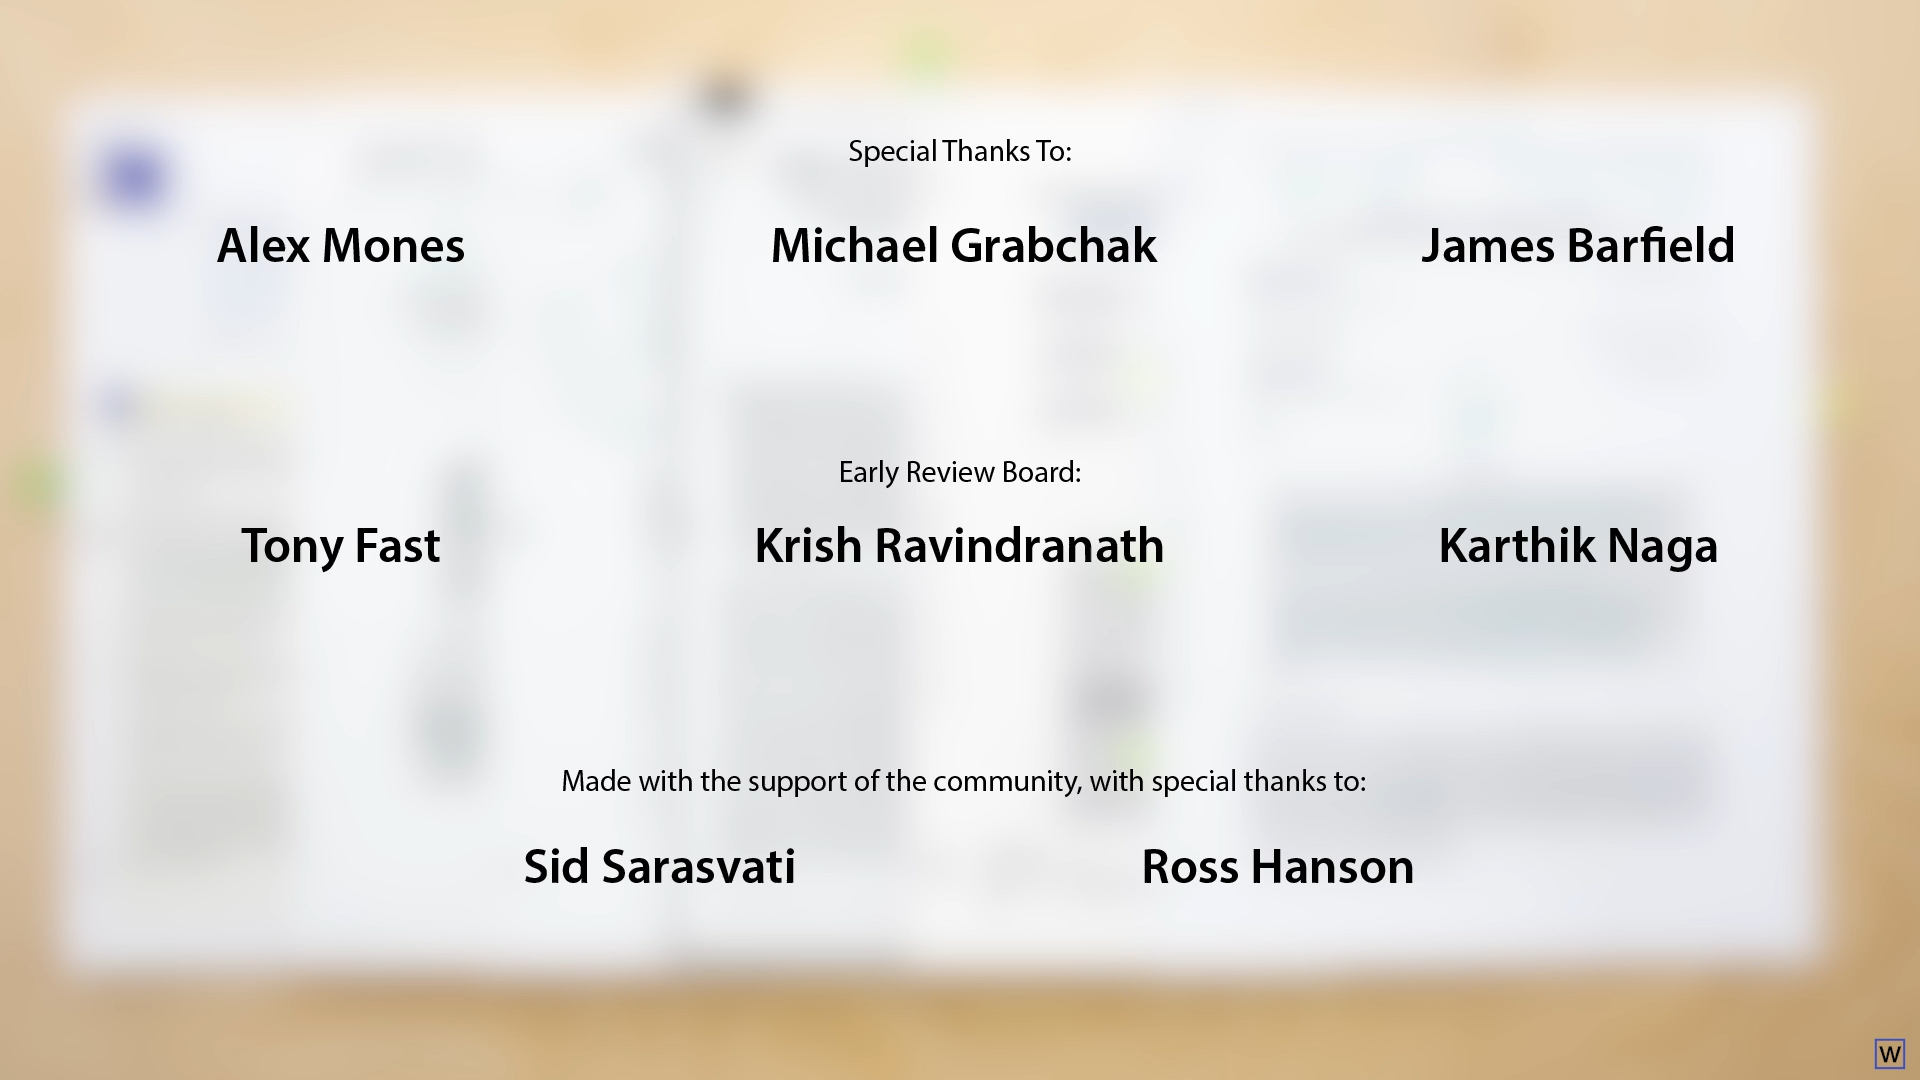 Special Thanks To:
Alex Mones Michael Grabchak James Barfield
Early Review Board:
Tony Fast Krish Ravindranath Karthik Naga
Made with the support of the community, with special thanks to:
Sid Sarasvati Ross Hanson
W